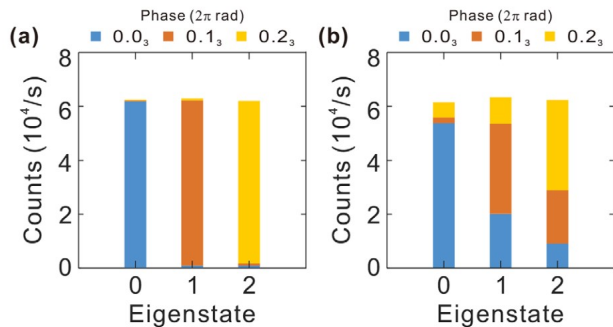 Phase (2π rad)
(a) 0.0₃ 0.1₃ 0.2₃
8
6
4
2
0
Counts (10⁴/s)
0 1 2
Eigenstate
Phase (2π rad)
(b) 0.0₃ 0.1₃ 0.2₃
8
6
4
2
0
Counts (10⁴/s)
0 1 2
Eigenstate